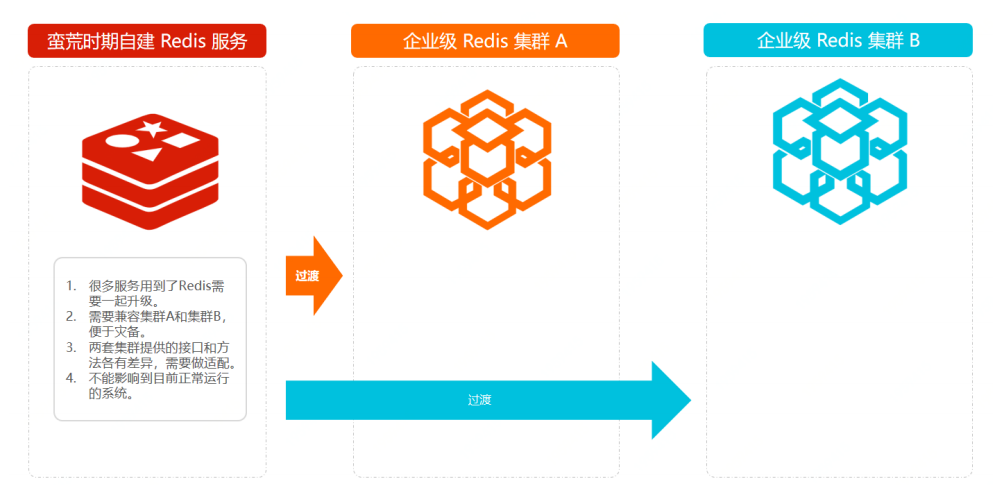 蛮荒时期自建 Redis 服务
企业级 Redis 集群 A
企业级 Redis 集群 B
过渡
1. 很多服务用到了Redis需
要一起升级。
2. 需要兼容集群A和集群B，
便于灾备。
3. 两套集群提供的接口和方
法各有差异，需要做适配。
4. 不能影响到目前正常运行
的系统。
过渡